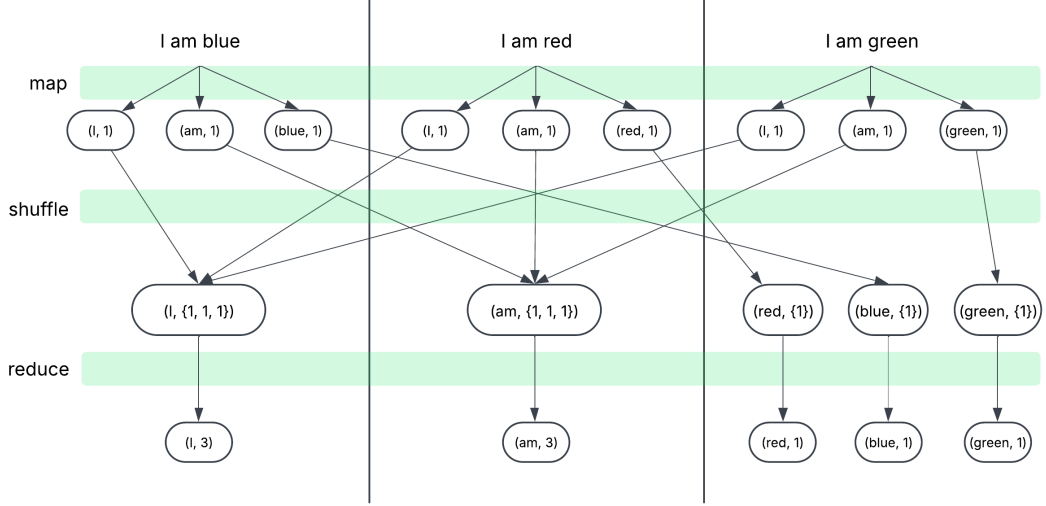 I am blue
I am red
I am green
map
(I, 1)
(am, 1)
(blue, 1)
(I, 1)
(am, 1)
(red, 1)
(I, 1)
(am, 1)
(green, 1)
shuffle
(I, {1, 1, 1})
(am, {1, 1, 1})
(red, {1})
(blue, {1})
(green, {1})
reduce
(I, 3)
(am, 3)
(red, 1)
(blue, 1)
(green, 1)